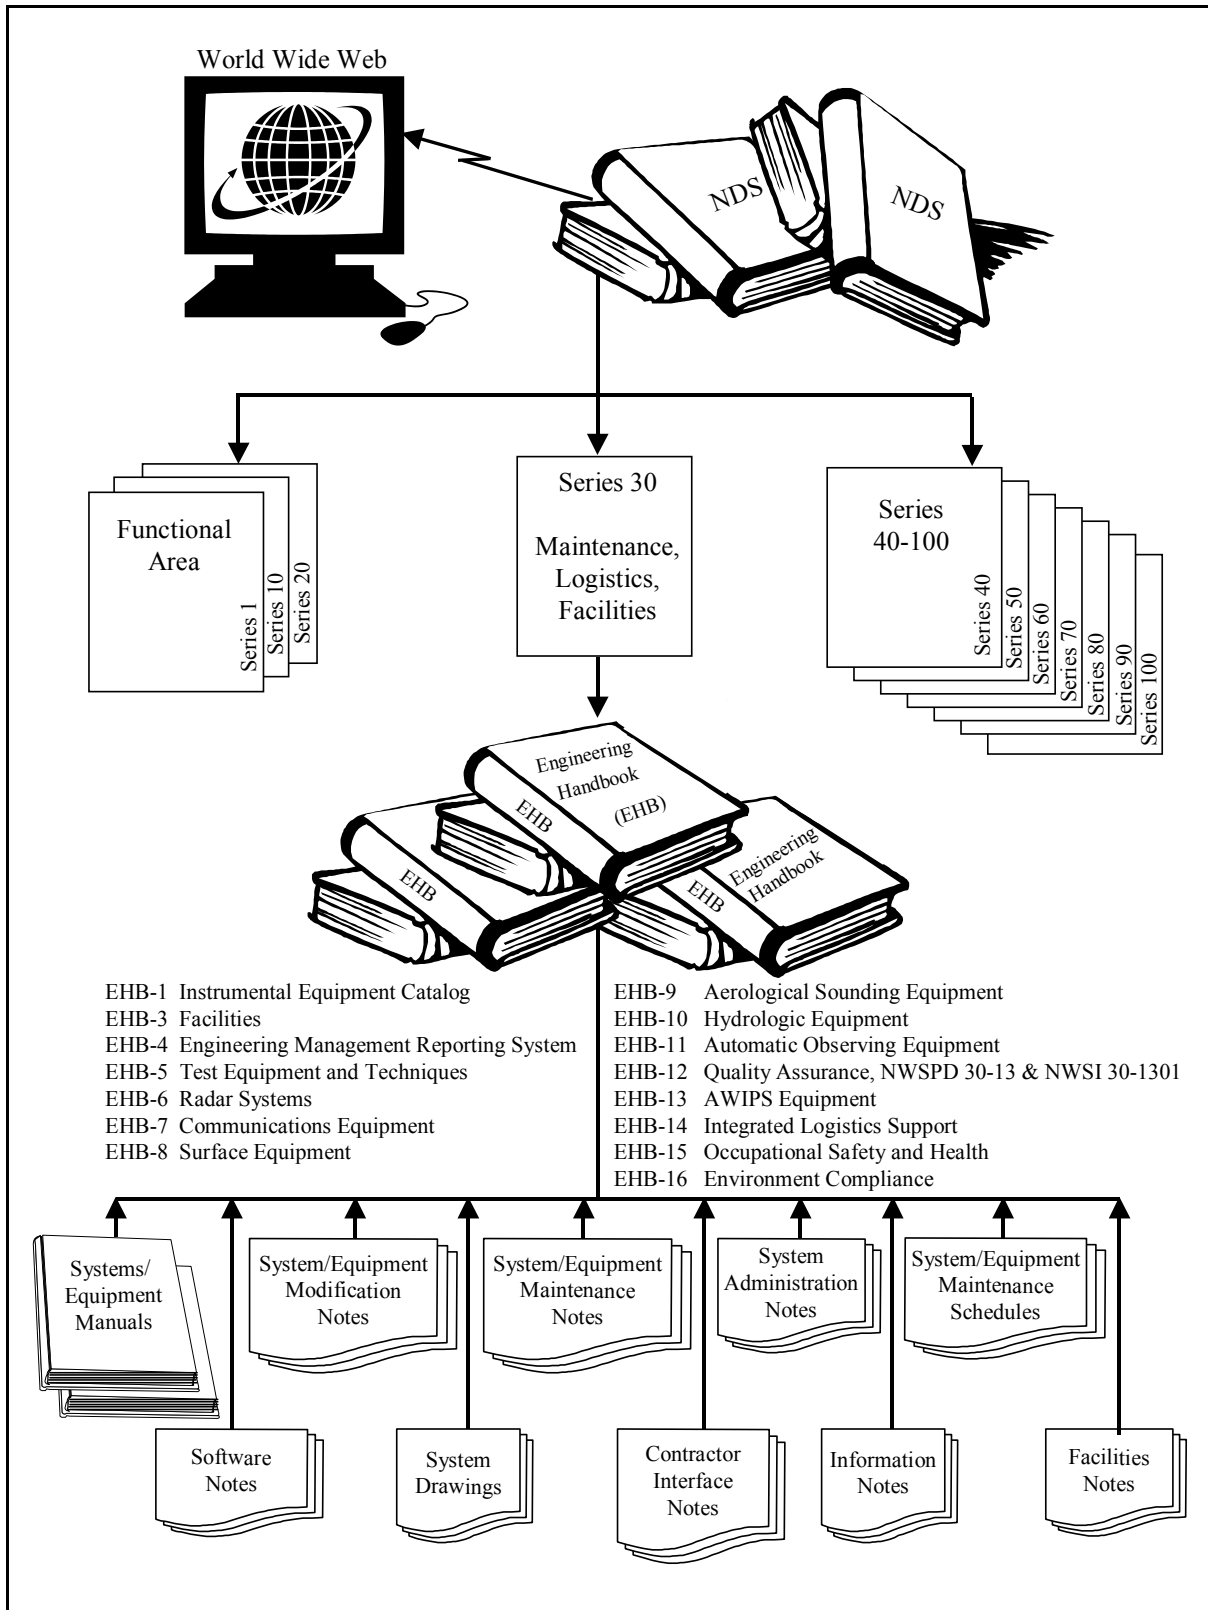 World Wide Web
NDS
NDS
Functional
Area
Series 1
Series 10
Series 20
Series 30
Maintenance,
Logistics,
Facilities
Series
40-100
Series 40
Series 50
Series 60
Series 70
Series 80
Series 90
Series 100
Engineering
Handbook
(EHB)
EHB
EHB
Engineering
Handbook
EHB
EHB-1 Instrumental Equipment Catalog
EHB-3 Facilities
EHB-4 Engineering Management Reporting System
EHB-5 Test Equipment and Techniques
EHB-6 Radar Systems
EHB-7 Communications Equipment
EHB-8 Surface Equipment
EHB-9 Aerological Sounding Equipment
EHB-10 Hydrologic Equipment
EHB-11 Automatic Observing Equipment
EHB-12 Quality Assurance, NWSPD 30-13 & NWSI 30-1301
EHB-13 AWIPS Equipment
EHB-14 Integrated Logistics Support
EHB-15 Occupational Safety and Health
EHB-16 Environment Compliance
Systems/
Equipment
Manuals
System/Equipment
Modification
Notes
System/Equipment
Maintenance
Notes
System
Administration
Notes
System/Equipment
Maintenance
Schedules
Software
Notes
System
Drawings
Contractor
Interface
Notes
Information
Notes
Facilities
Notes